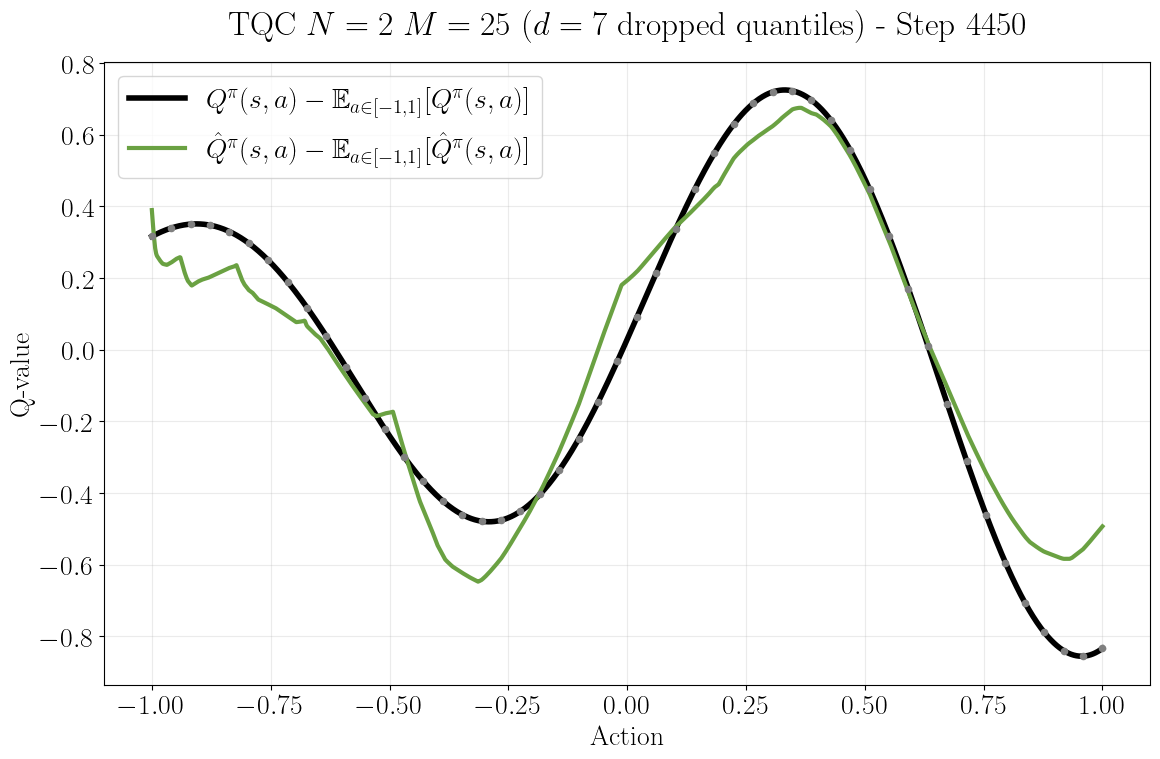 TQC N = 2 M = 25 (d = 7 dropped quantiles) - Step 4450
Q^π(s, a) − 𝔼_{a∈[−1,1]}[Q^π(s, a)]
Q̂^π(s, a) − 𝔼_{a∈[−1,1]}[Q̂^π(s, a)]
0.8
0.6
0.4
0.2
0.0
−0.2
−0.4
−0.6
−0.8
Q-value
−1.00 −0.75 −0.50 −0.25 0.00 0.25 0.50 0.75 1.00
Action